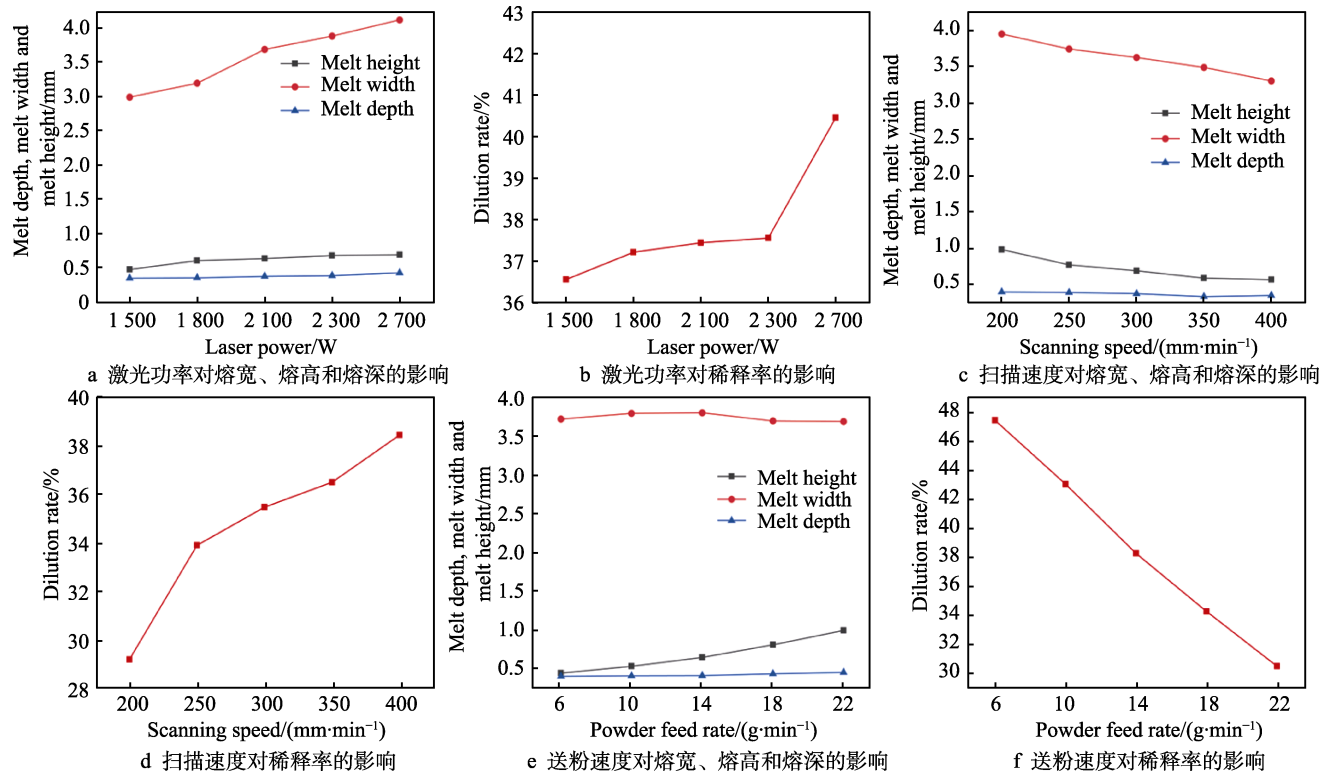 4.0
3.5
3.0
2.5
2.0
1.5
1.0
0.5
0
Melt depth, melt width and
melt height/mm
Melt height
Melt width
Melt depth
1 500
1 800
2 100
2 300
2 700
Laser power/W
a 激光功率对熔宽、熔高和熔深的影响
43
42
41
40
39
38
37
36
Dilution rate/%
1 500
1 800
2 100
2 300
2 700
Laser power/W
b 激光功率对稀释率的影响
4.0
3.5
3.0
2.5
2.0
1.5
1.0
0.5
Melt depth, melt width and
melt height/mm
Melt height
Melt width
Melt depth
200
250
300
350
400
Scanning speed/(mm·min⁻¹)
c 扫描速度对熔宽、熔高和熔深的影响
40
38
36
34
32
30
28
Dilution rate/%
200
250
300
350
400
Scanning speed/(mm·min⁻¹)
d 扫描速度对稀释率的影响
4.0
3.5
3.0
2.5
2.0
1.5
1.0
0.5
Melt depth, melt width and
melt height/mm
Melt height
Melt width
Melt depth
6
10
14
18
22
Powder feed rate/(g·min⁻¹)
e 送粉速度对熔宽、熔高和熔深的影响
48
44
42
40
38
34
30
Dilution rate/%
6
10
14
18
22
Powder feed rate/(g·min⁻¹)
f 送粉速度对稀释率的影响